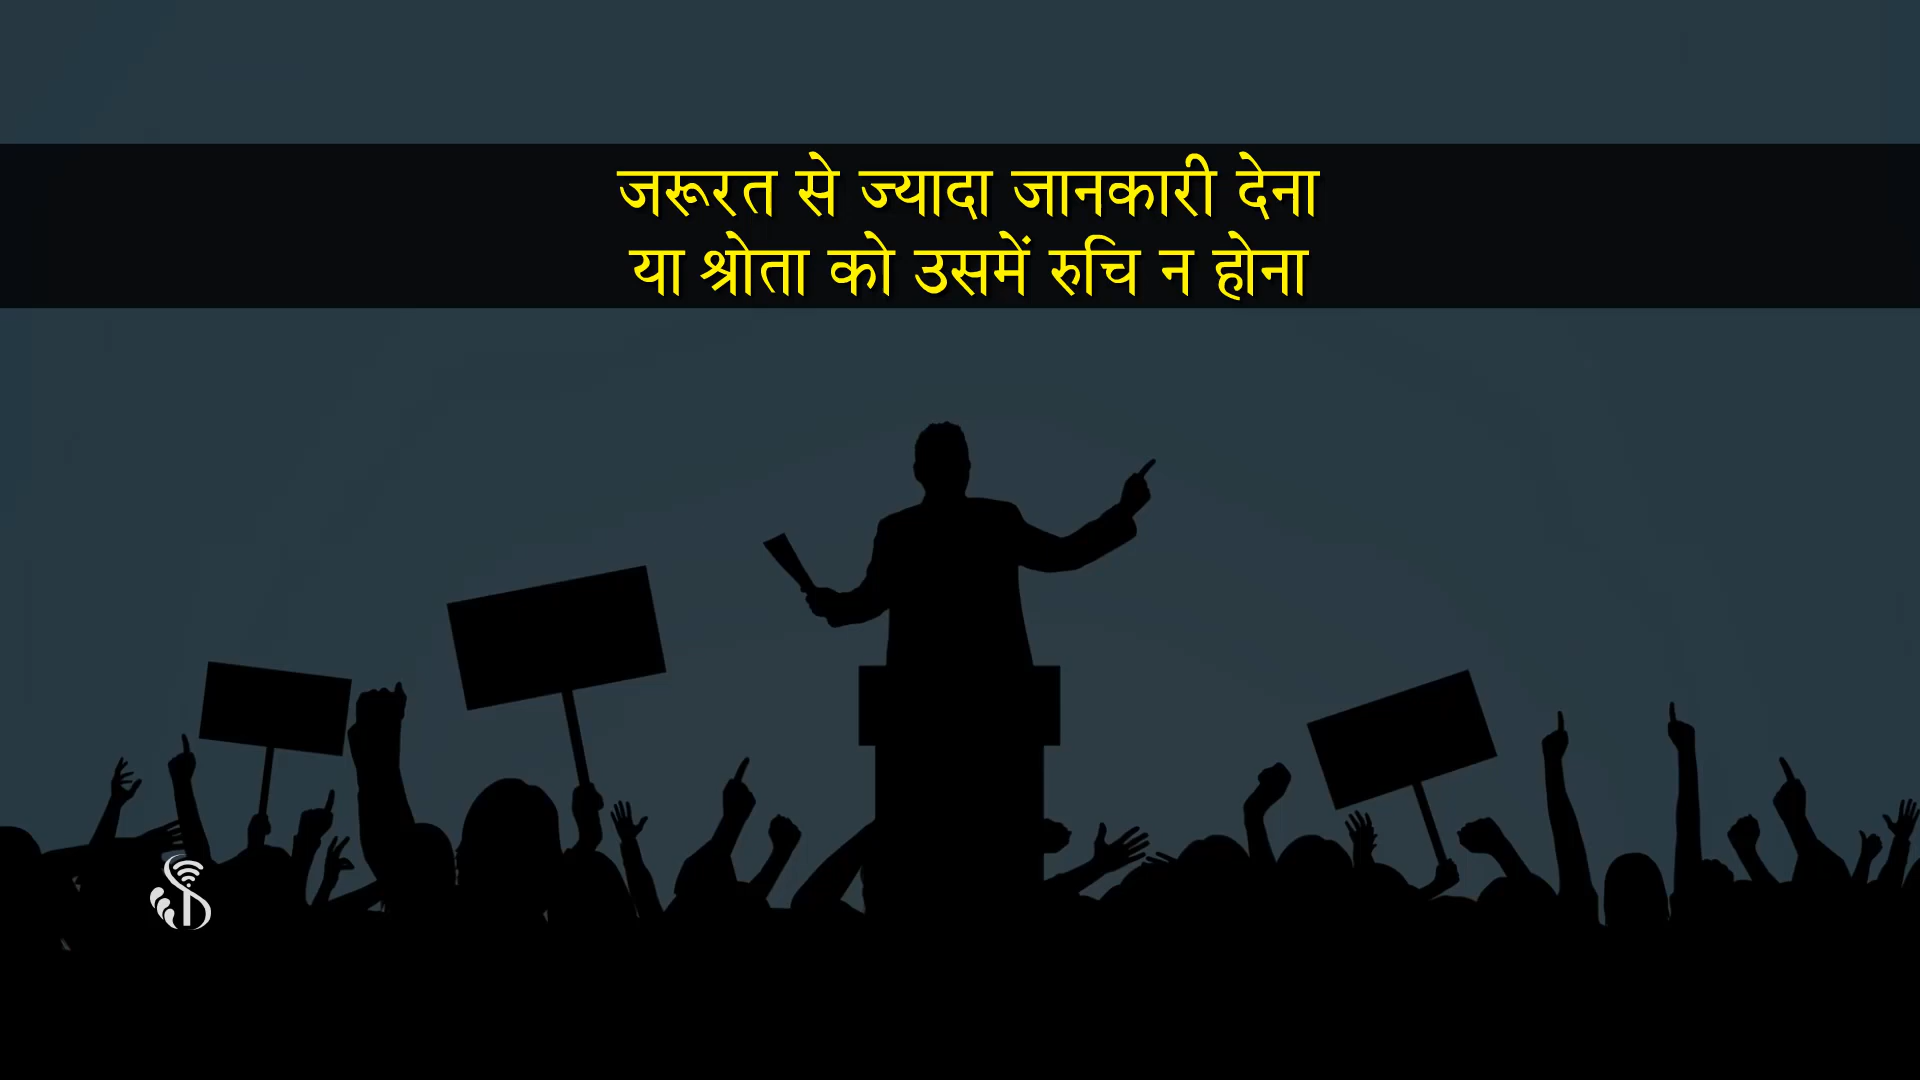 जरूरत से ज्यादा जानकारी देना
या श्रोता को उसमें रुचि न होना